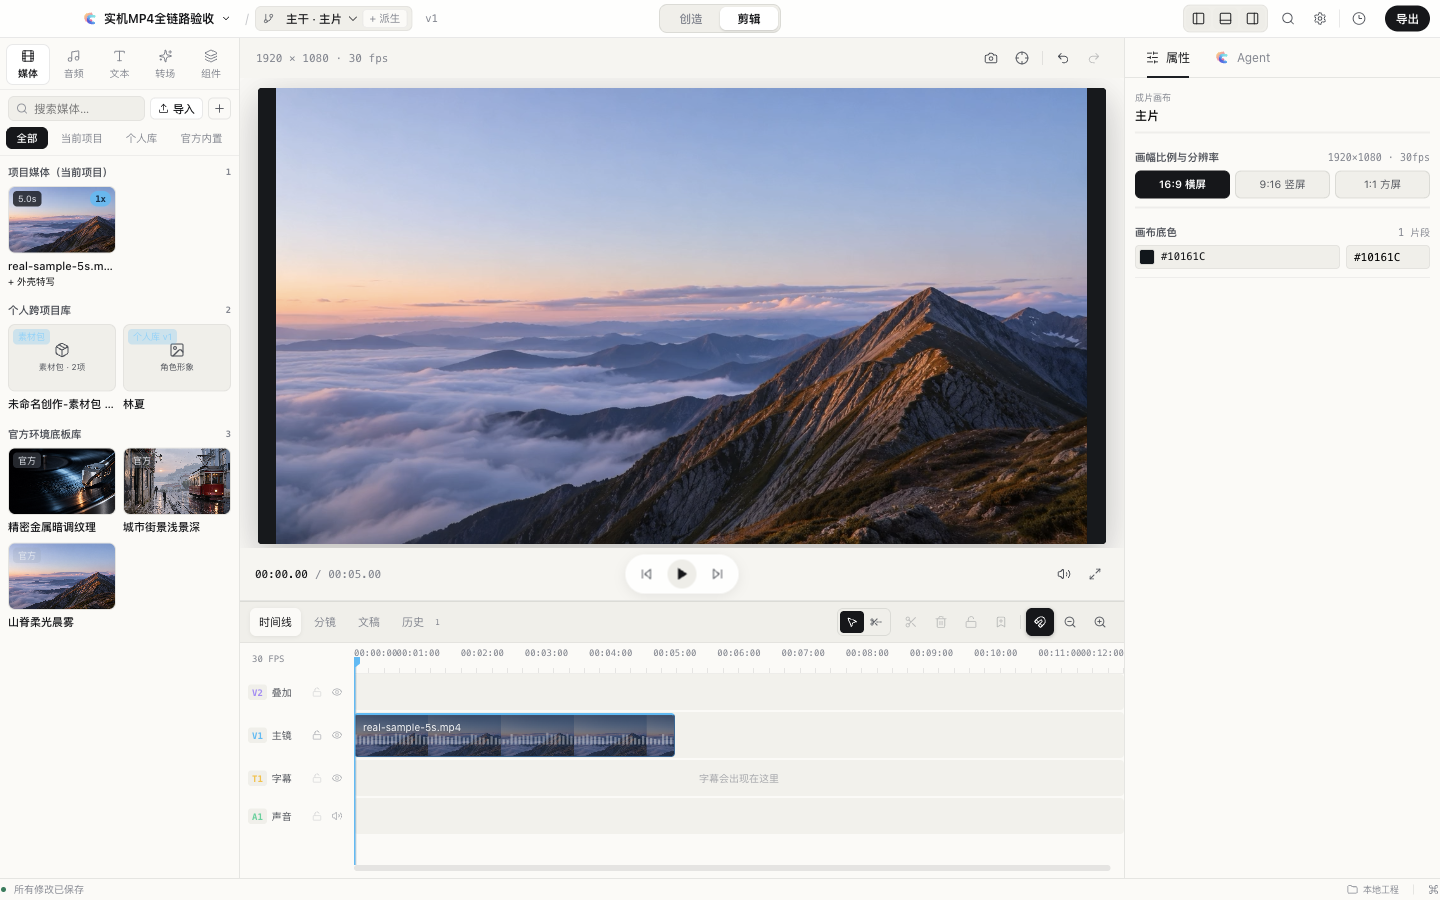 实机MP4全链路验收 / 主干 · 主片 + 派生 v1
创造 剪辑
导出
媒体 音频 文本 转场 组件
搜索媒体... 导入
全部 当前项目 个人库 官方内置
项目媒体（当前项目） 1
5.0s 1x
real-sample-5s.m...
+ 外壳特写
个人跨项目库 2
素材包 个人库 v1
素材包 · 2项 角色形象
未命名创作-素材包 ... 林夏
官方环境底板库 3
官方 官方
精密金属暗调纹理 城市街景浅景深
官方
山脊柔光晨雾
1920 × 1080 · 30 fps
00:00.00 / 00:05.00
时间线 分镜 文稿 历史 1
30 FPS 00:00:00 00:01:00 00:02:00 00:03:00 00:04:00 00:05:00 00:06:00 00:07:00 00:08:00 00:09:00 00:10:00 00:11:00 00:12:00
V2 叠加
V1 主镜 real-sample-5s.mp4
T1 字幕 字幕会出现在这里
A1 声音
属性 Agent
成片画布
主片
画幅比例与分辨率 1920×1080 · 30fps
16:9 横屏 9:16 竖屏 1:1 方屏
画布底色 1 片段
#10161C #10161C
所有修改已保存 本地工程 ⌘